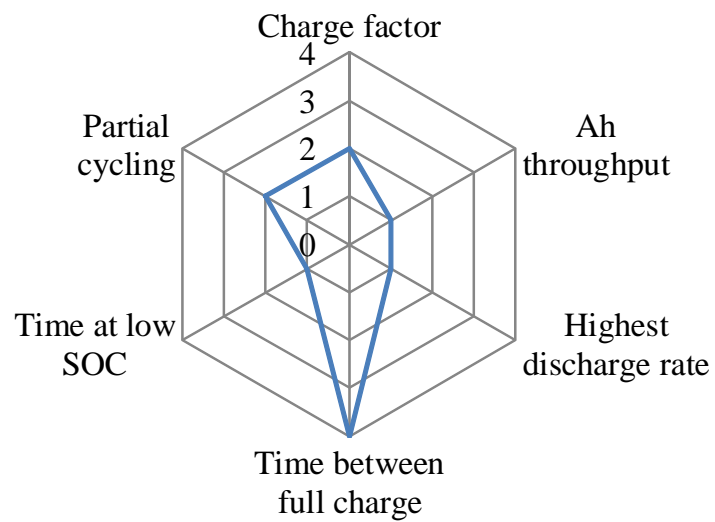 Charge factor
4
3
2
1
0
Ah
throughput
Highest
discharge rate
Time between
full charge
Time at low
SOC
Partial
cycling